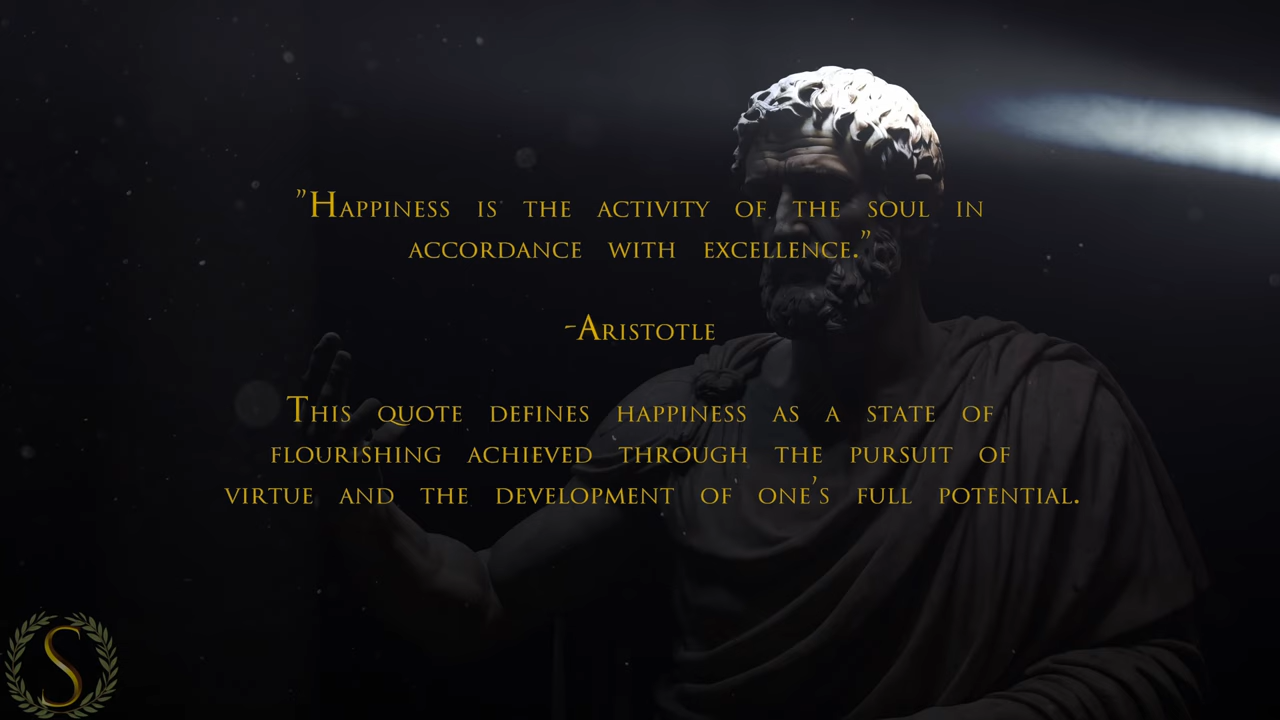 "Happiness is the activity of the soul in
accordance with excellence."
-Aristotle
This quote defines happiness as a state of
flourishing achieved through the pursuit of
virtue and the development of one's full potential.
S